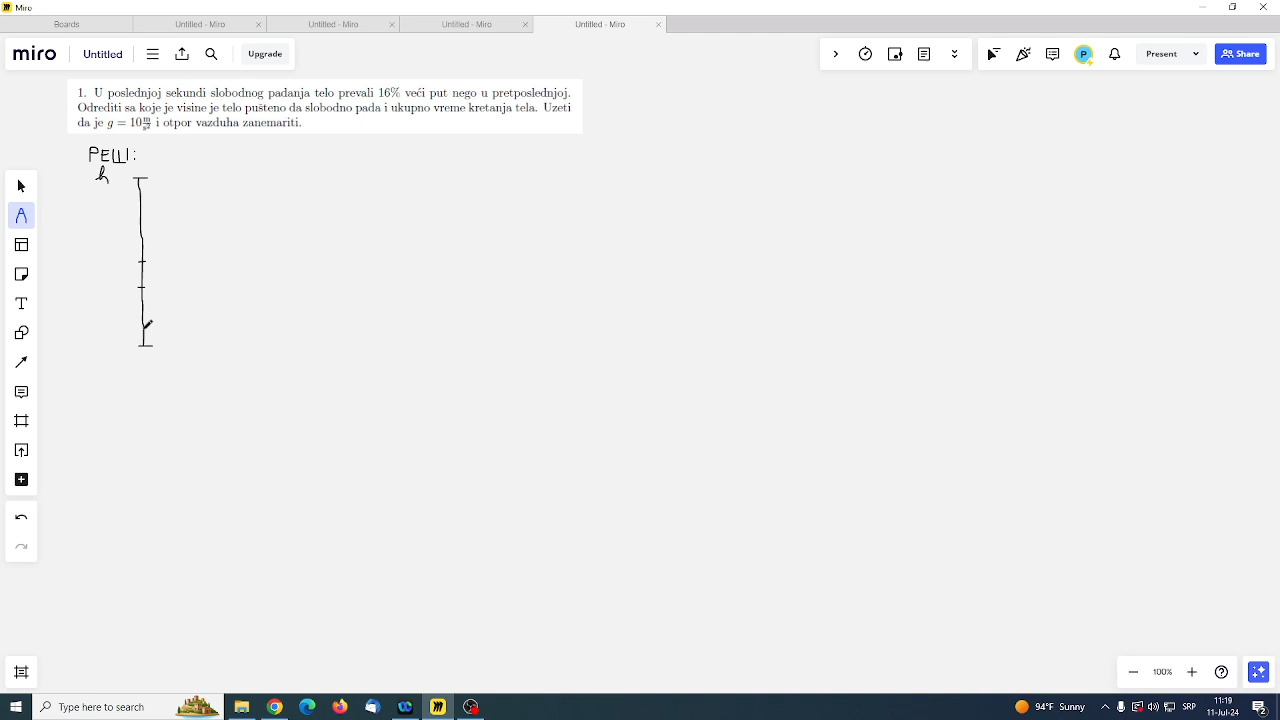 Miro
Boards
Untitled - Miro
Untitled - Miro
Untitled - Miro
Untitled - Miro
miro
Untitled
Upgrade
P
Present
Share
1. U poslednjoj sekundi slobodnog padanja telo prevali 16% veći put nego u pretposlednjoj.
Odrediti sa koje je visine je telo pušteno da slobodno pada i ukupno vreme kretanja tela. Uzeti
da je g = 10 m/s² i otpor vazduha zanemariti.
РЕШ:
h
100%
Type here to search
94°F Sunny
SRP
11:19
11-Jul-24